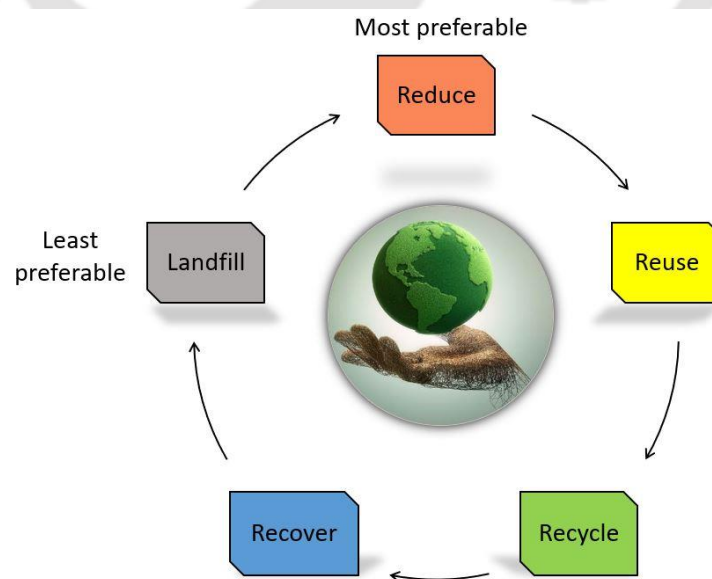 Most preferable
Reduce
Reuse
Recycle
Recover
Landfill
Least
preferable